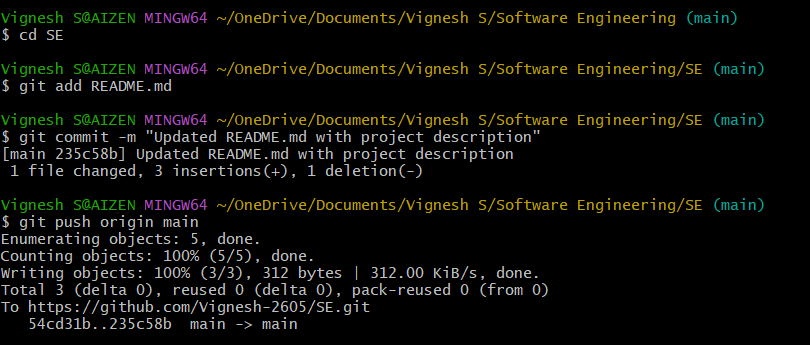 Vignesh S@AIZEN MINGW64 ~/OneDrive/Documents/Vignesh S/Software Engineering (main)
$ cd SE
Vignesh S@AIZEN MINGW64 ~/OneDrive/Documents/Vignesh S/Software Engineering/SE (main)
$ git add README.md
Vignesh S@AIZEN MINGW64 ~/OneDrive/Documents/Vignesh S/Software Engineering/SE (main)
$ git commit -m "Updated README.md with project description"
[main 235c58b] Updated README.md with project description
1 file changed, 3 insertions(+), 1 deletion(-)
Vignesh S@AIZEN MINGW64 ~/OneDrive/Documents/Vignesh S/Software Engineering/SE (main)
$ git push origin main
Enumerating objects: 5, done.
Counting objects: 100% (5/5), done.
Writing objects: 100% (3/3), 312 bytes | 312.00 KiB/s, done.
Total 3 (delta 0), reused 0 (delta 0), pack-reused 0 (from 0)
To https://github.com/Vignesh-2605/SE.git
54cd31b..235c58b  main -> main